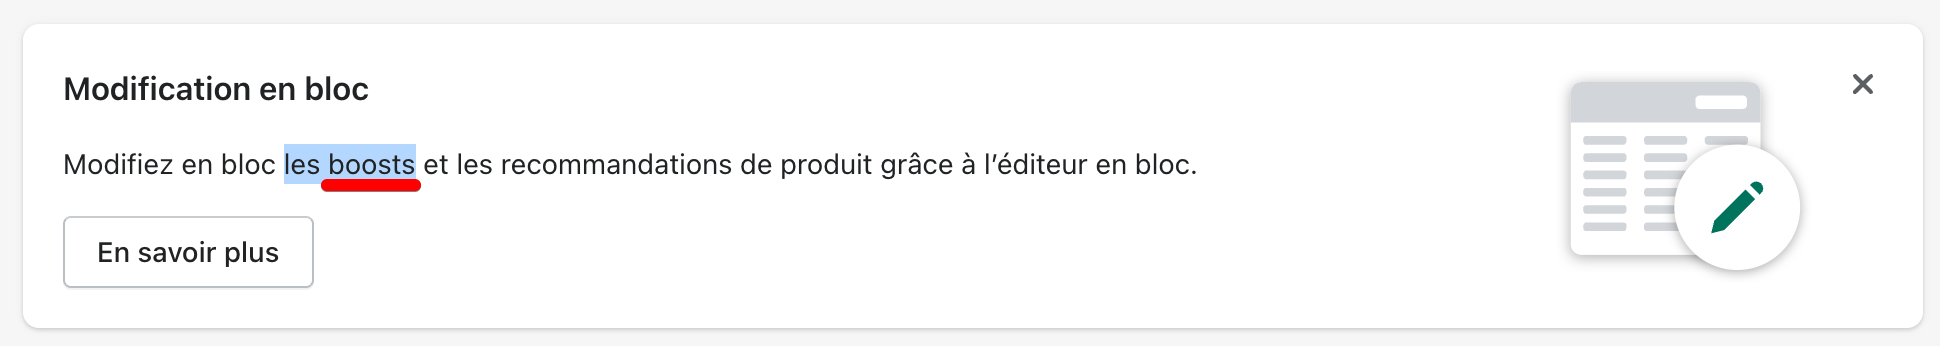 Modification en bloc
Modifiez en bloc les boosts et les recommandations de produit grâce à l’éditeur en bloc.
En savoir plus